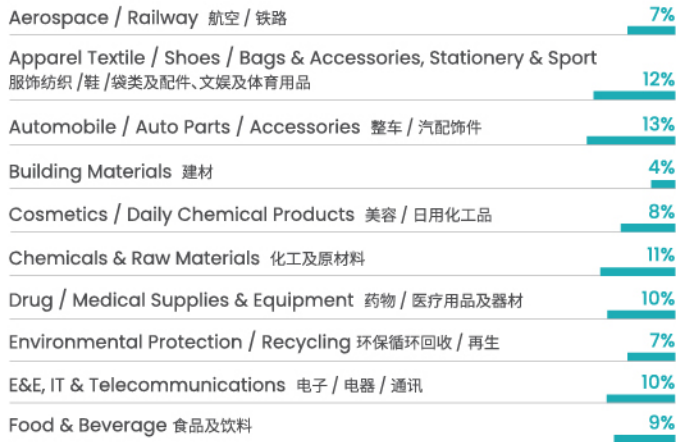 Aerospace / Railway 航空 / 铁路 7%
Apparel Textile / Shoes / Bags & Accessories, Stationery & Sport
服饰纺织 /鞋 /袋类及配件、文娱及体育用品 12%
Automobile / Auto Parts / Accessories 整车 / 汽配饰件 13%
Building Materials 建材 4%
Cosmetics / Daily Chemical Products 美容 / 日用化工品 8%
Chemicals & Raw Materials 化工及原材料 11%
Drug / Medical Supplies & Equipment 药物 / 医疗用品及器材 10%
Environmental Protection / Recycling 环保循环回收 / 再生 7%
E&E, IT & Telecommunications 电子 / 电器 / 通讯 10%
Food & Beverage 食品及饮料 9%